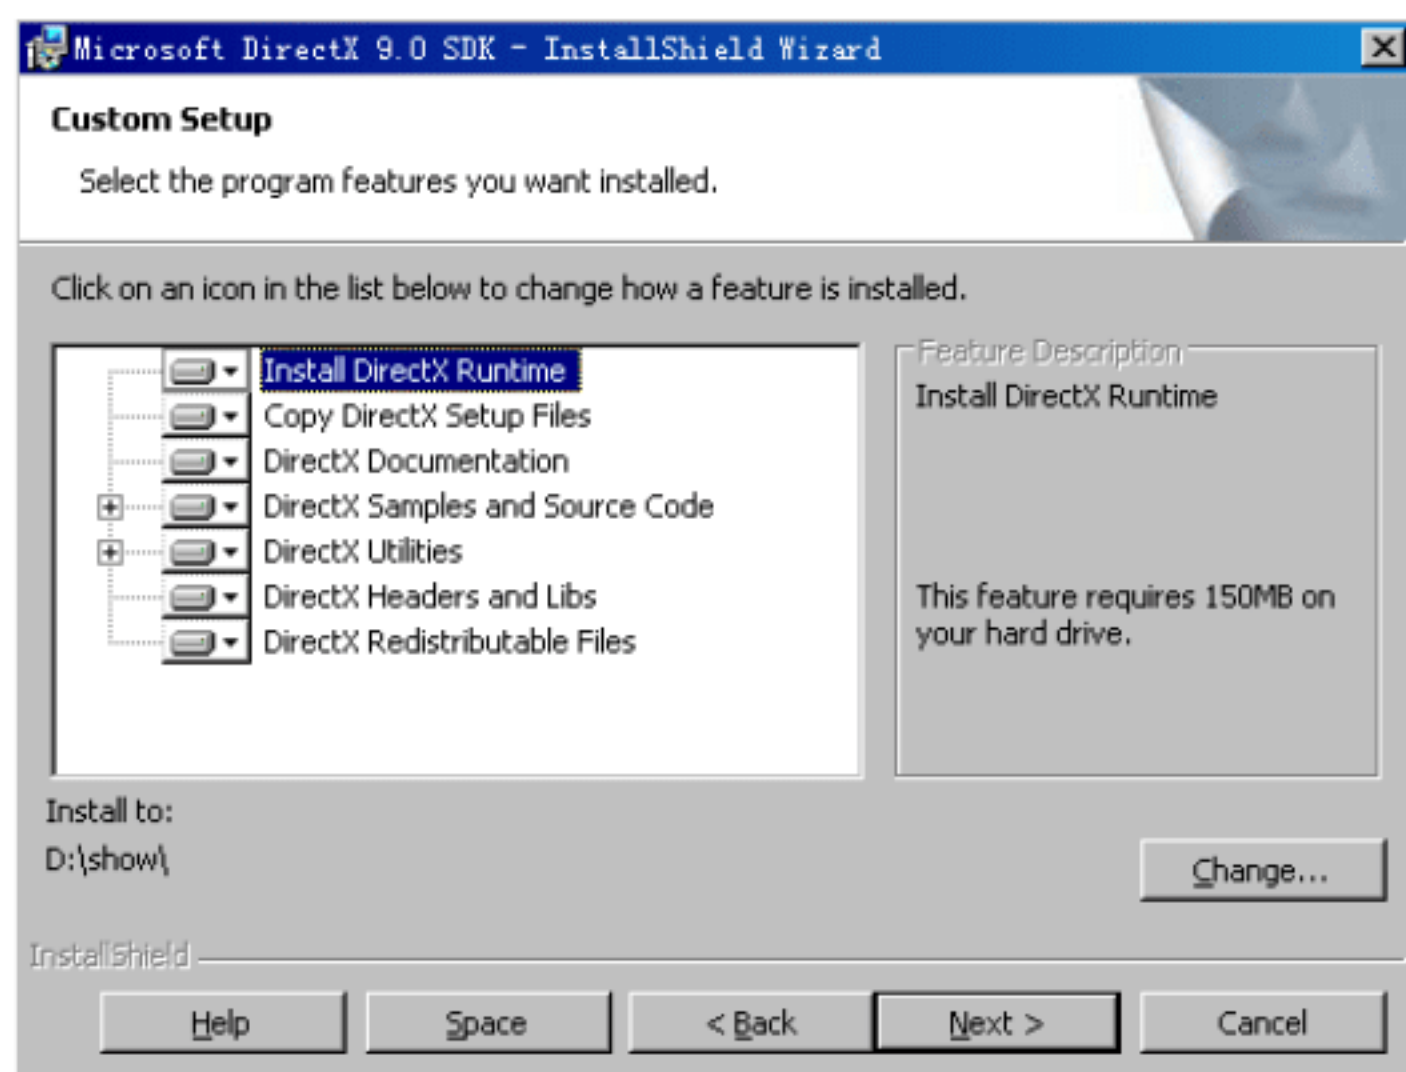 Microsoft DirectX 9.0 SDK - InstallShield Wizard
Custom Setup
Select the program features you want installed.
Click on an icon in the list below to change how a feature is installed.
Install DirectX Runtime
Copy DirectX Setup Files
DirectX Documentation
DirectX Samples and Source Code
DirectX Utilities
DirectX Headers and Libs
DirectX Redistributable Files
Feature Description
Install DirectX Runtime
This feature requires 150MB on
your hard drive.
Install to:
D:\show\
Change...
InstallShield
Help
Space
< Back
Next >
Cancel